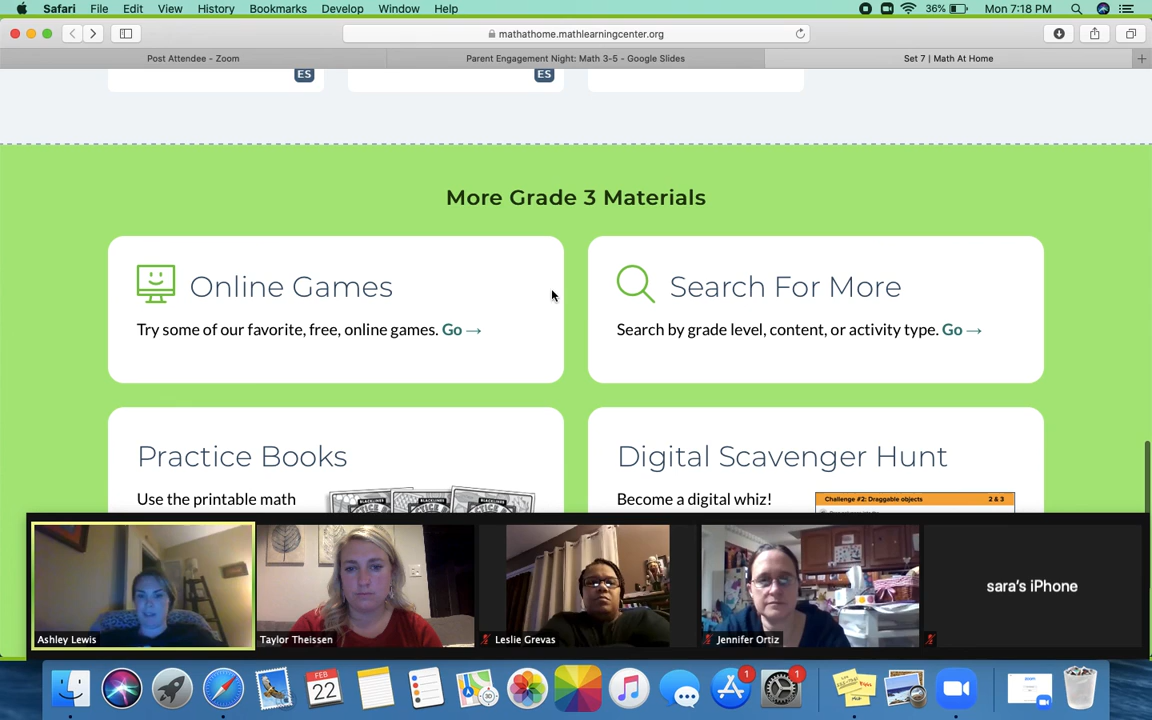 Safari File Edit View History Bookmarks Develop Window Help 36% Mon 7:18 PM
mathathome.mathlearningcenter.org
Post Attendee - Zoom Parent Engagement Night: Math 3-5 - Google Slides Set 7 | Math At Home
ES ES
More Grade 3 Materials
Online Games
Try some of our favorite, free, online games. Go →
Search For More
Search by grade level, content, or activity type. Go →
Practice Books
Use the printable math
Digital Scavenger Hunt
Become a digital whiz!
Challenge #2: Draggable objects 2 & 3
Ashley Lewis
Taylor Theissen
Leslie Grevas
Jennifer Ortiz
sara's iPhone
FEB
22
1
1